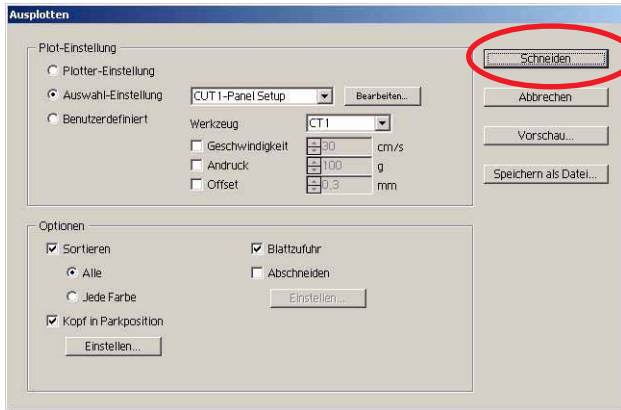 Ausplotten
Plot-Einstellung
Plotter-Einstellung
Auswahl-Einstellung
CUT1-Panel Setup
Bearbeiten...
Benutzerdefiniert
Werkzeug
CT1
Geschwindigkeit
30
cm/s
Andruck
100
g
Offset
0,3
mm
Schneiden
Abbrechen
Vorschau...
Speichern als Datei...
Optionen
Sortieren
Blattzufuhr
Alle
Abschneiden
Jede Farbe
Einstellen...
Kopf in Parkposition
Einstellen...